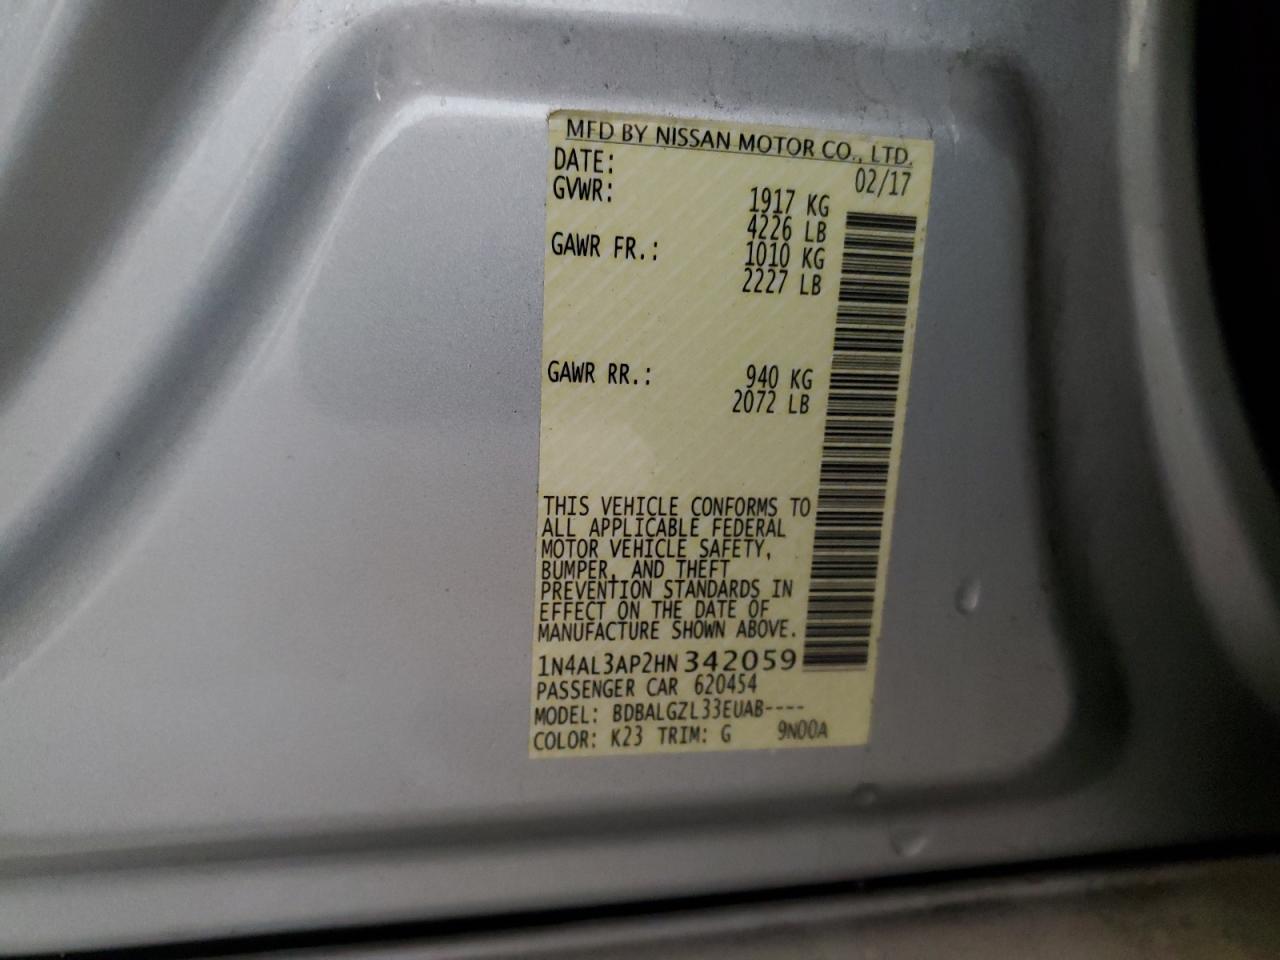 MFD BY NISSAN MOTOR CO., LTD.
DATE: 02/17
GVWR: 1917 KG
4226 LB
GAWR FR.: 1010 KG
2227 LB
GAWR RR.: 940 KG
2072 LB
THIS VEHICLE CONFORMS TO
ALL APPLICABLE FEDERAL
MOTOR VEHICLE SAFETY,
BUMPER, AND THEFT
PREVENTION STANDARDS IN
EFFECT ON THE DATE OF
MANUFACTURE SHOWN ABOVE.
1N4AL3AP2HN342059
PASSENGER CAR 620454
MODEL: BDBALGZL33EUAB----
COLOR: K23 TRIM: G 9N00A